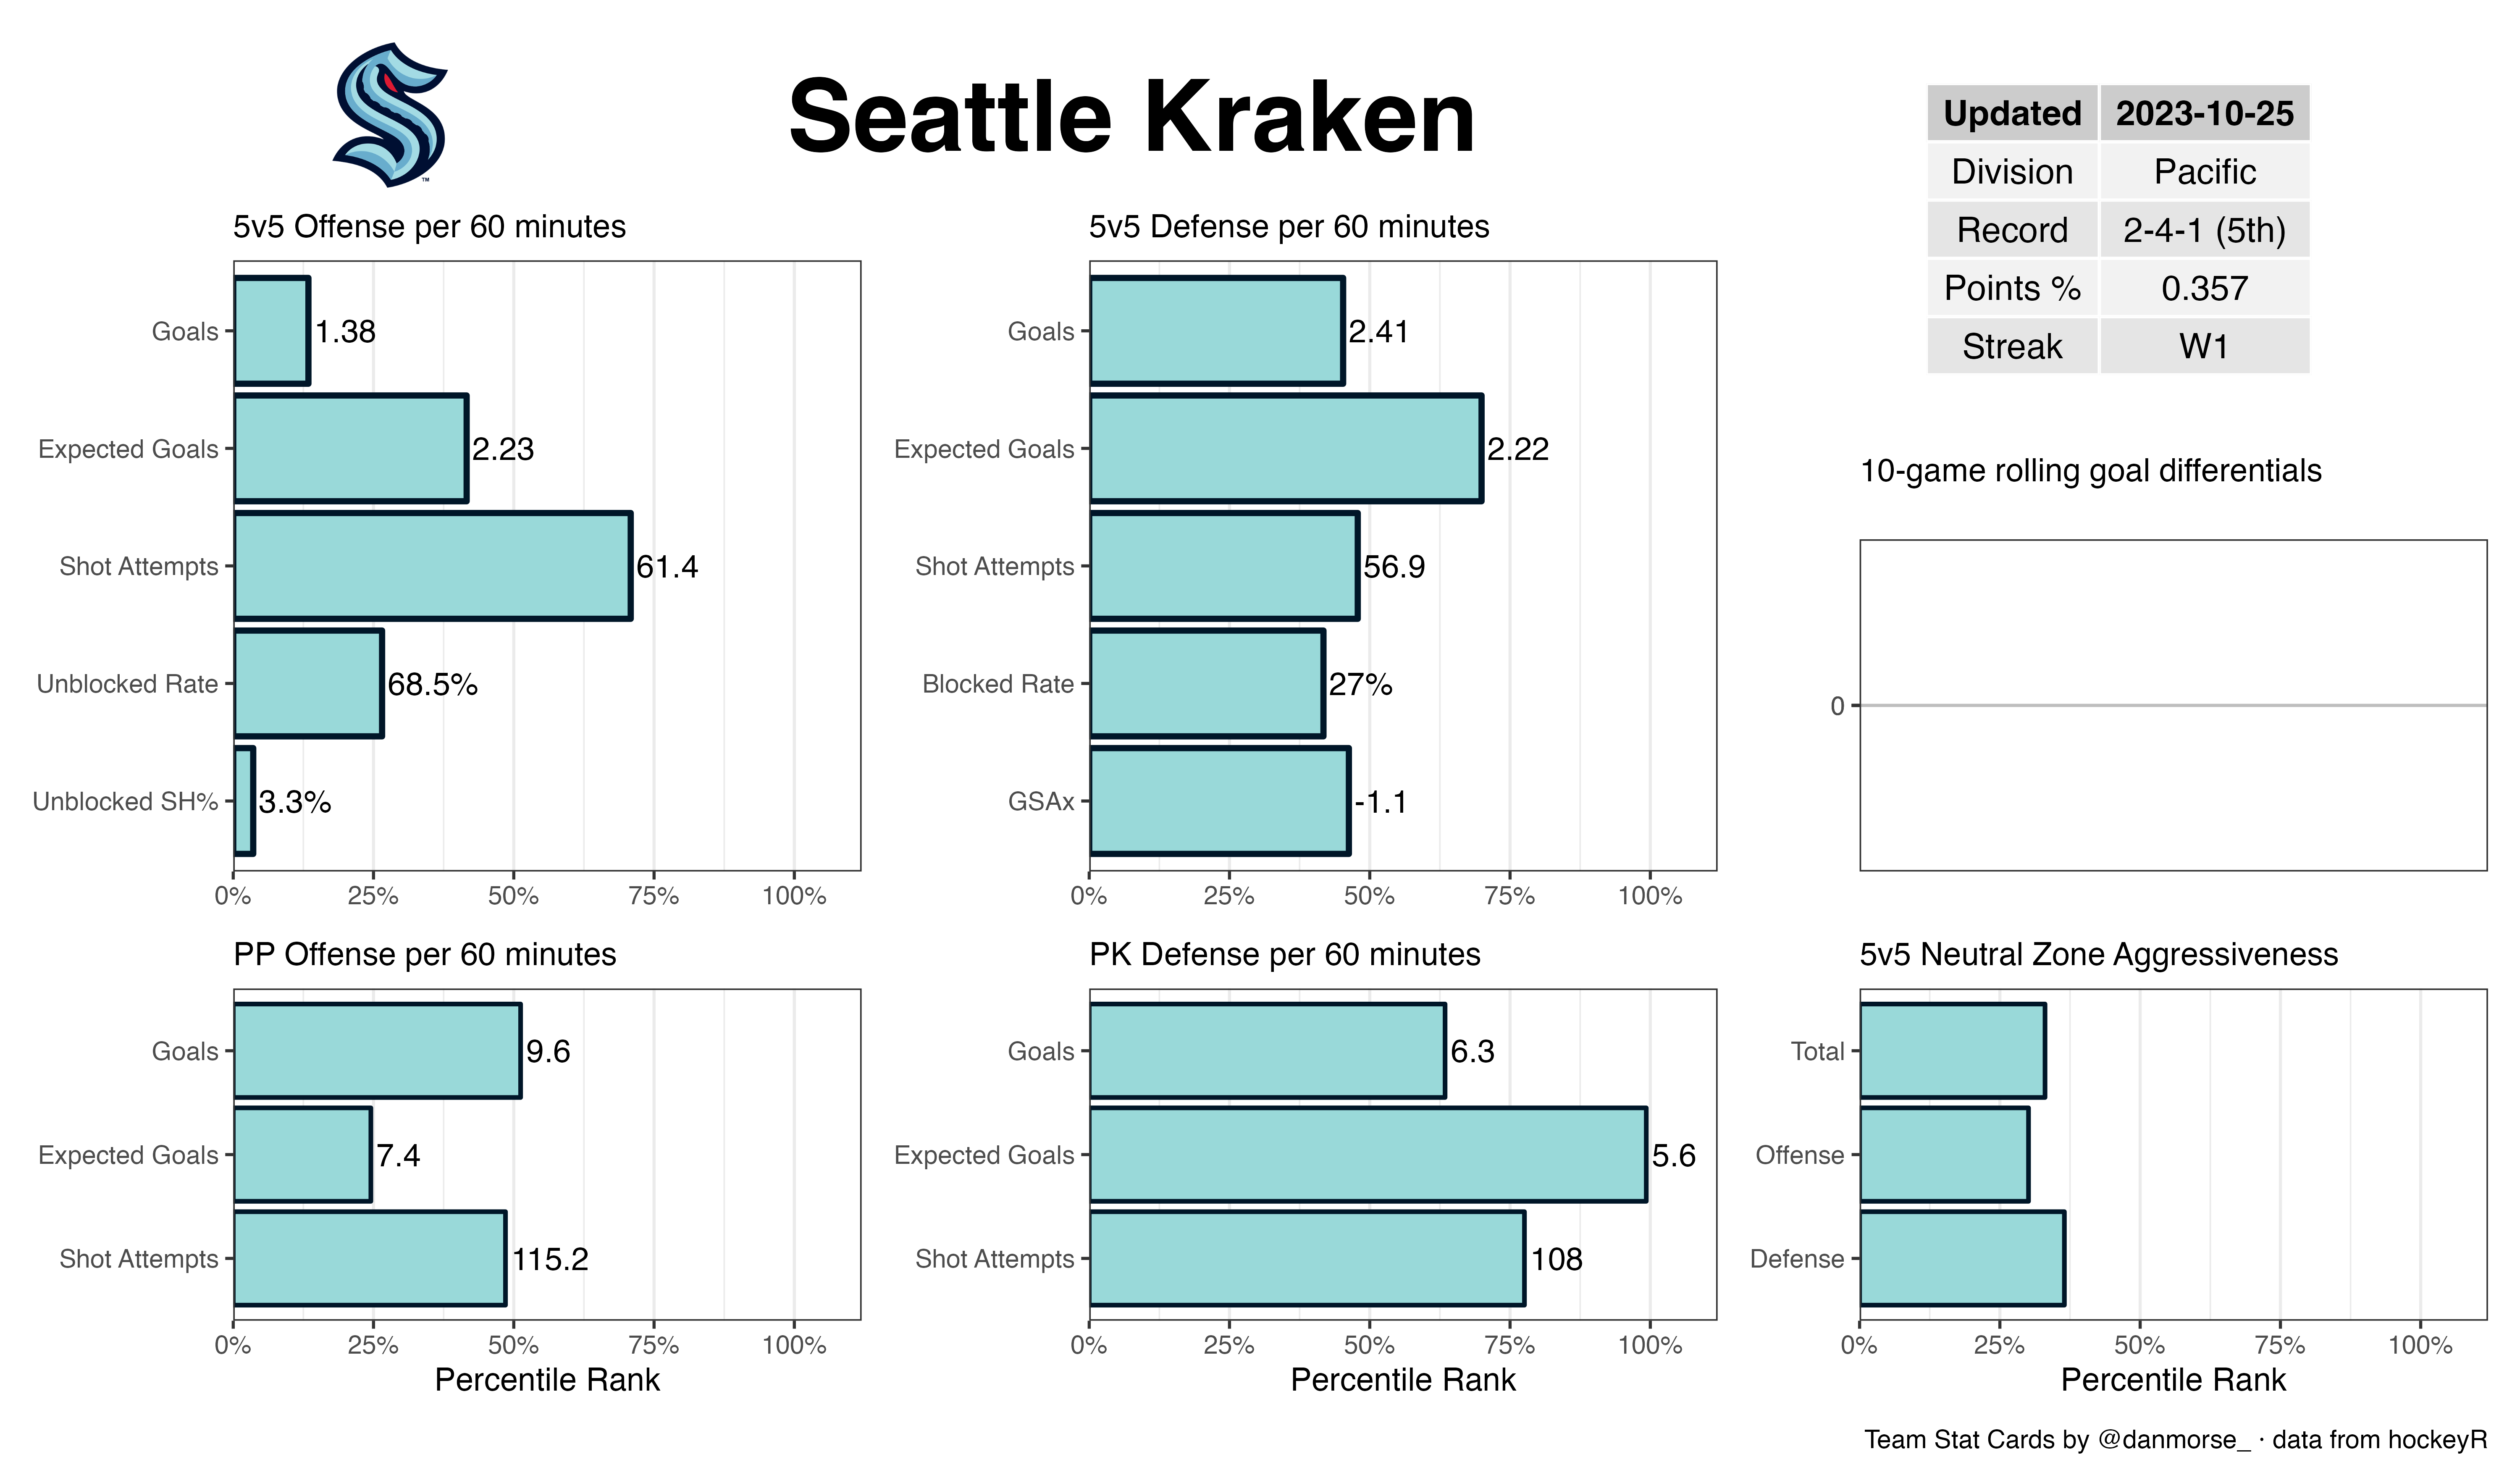 Seattle Kraken
TM
Updated 2023-10-25
Division Pacific
Record 2-4-1 (5th)
Points % 0.357
Streak W1
5v5 Offense per 60 minutes
Goals 1.38
Expected Goals 2.23
Shot Attempts 61.4
Unblocked Rate 68.5%
Unblocked SH% 3.3%
0% 25% 50% 75% 100%
5v5 Defense per 60 minutes
Goals 2.41
Expected Goals 2.22
Shot Attempts 56.9
Blocked Rate 27%
GSAx -1.1
0% 25% 50% 75% 100%
10-game rolling goal differentials
0
PP Offense per 60 minutes
Goals 9.6
Expected Goals 7.4
Shot Attempts 115.2
0% 25% 50% 75% 100%
Percentile Rank
PK Defense per 60 minutes
Goals 6.3
Expected Goals 5.6
Shot Attempts 108
0% 25% 50% 75% 100%
Percentile Rank
5v5 Neutral Zone Aggressiveness
Total
Offense
Defense
0% 25% 50% 75% 100%
Percentile Rank
Team Stat Cards by @danmorse_ · data from hockeyR